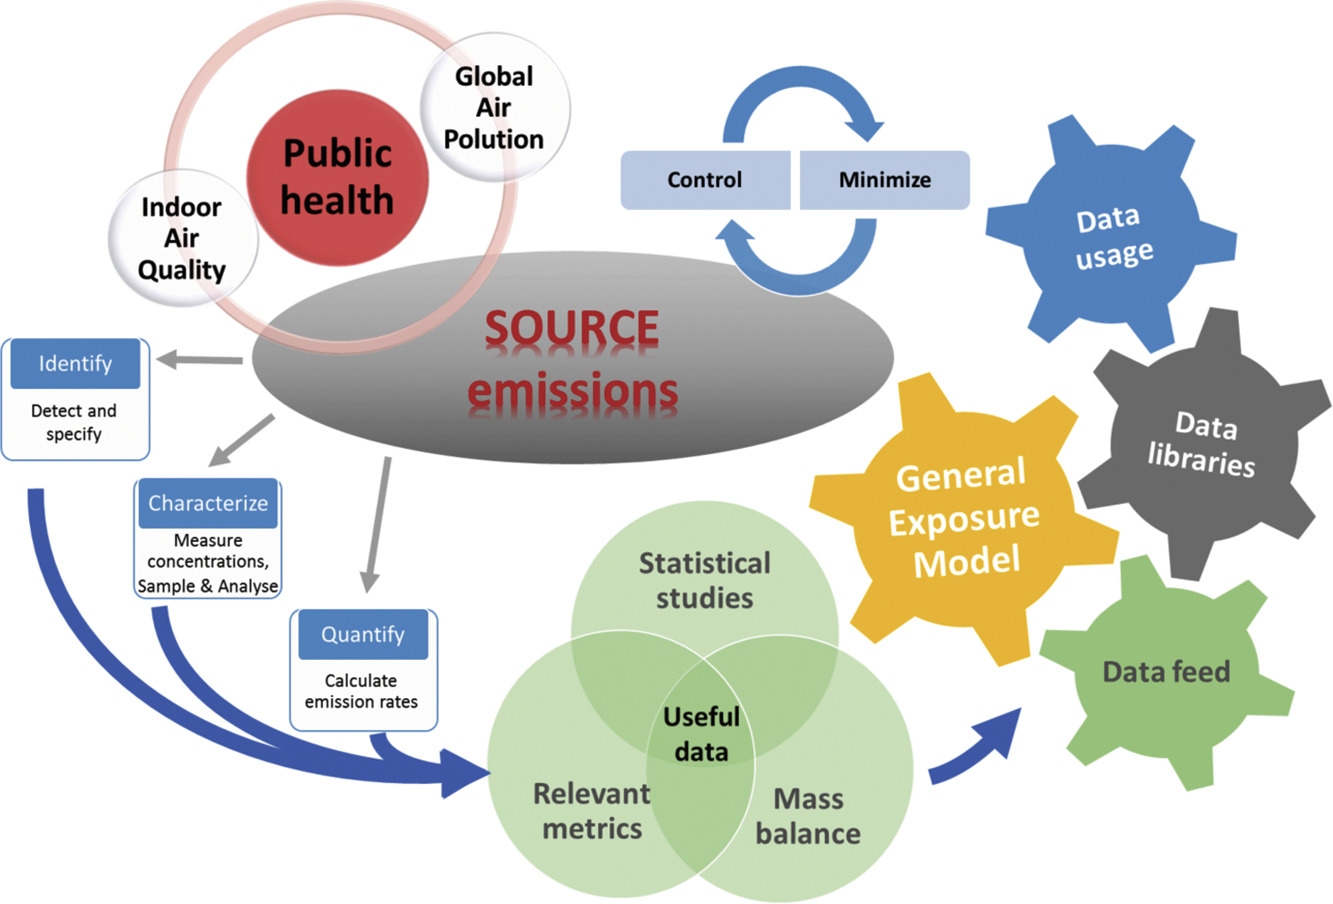 Public
health
Global
Air
Polution
Indoor
Air
Quality
Control
Minimize
SOURCE
emissions
Identify
Detect and
specify
Characterize
Measure
concentrations,
Sample & Analyse
Quantify
Calculate
emission rates
Statistical
studies
Useful
data
Relevant
metrics
Mass
balance
Data
usage
Data
libraries
General
Exposure
Model
Data feed